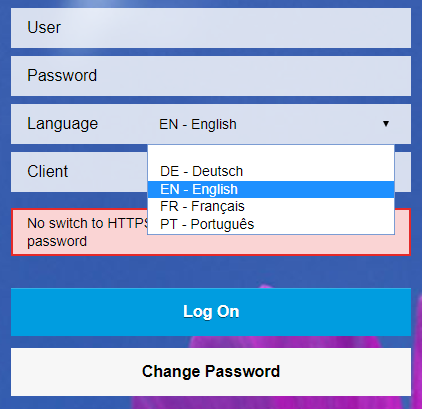 User
Password
Language EN - English
DE - Deutsch
Client
EN - English
FR - Français
No switch to HTTPS
PT - Português
password
Log On
Change Password